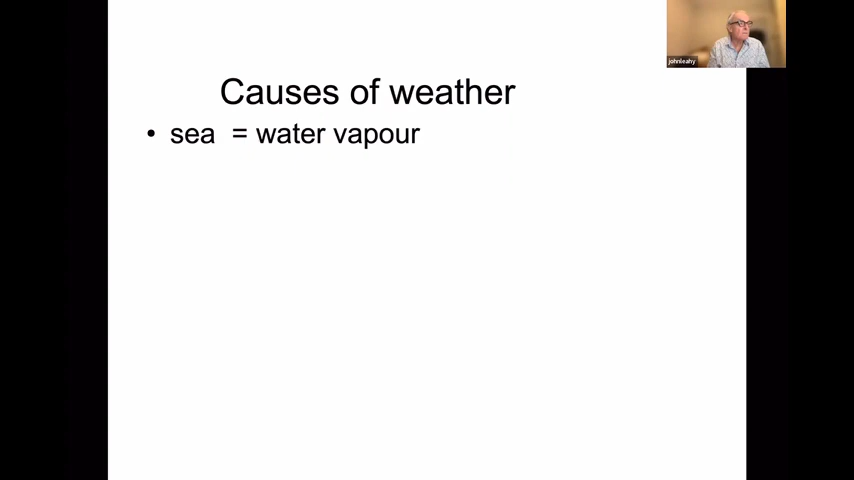 johnleahy
Causes of weather
• sea = water vapour